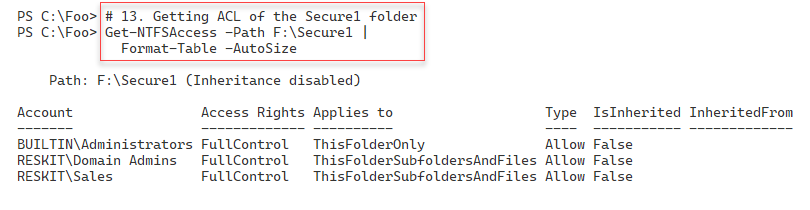 PS C:\Foo> # 13. Getting ACL of the Secure1 folder
PS C:\Foo> Get-NTFSAccess -Path F:\Secure1 |
Format-Table -AutoSize
Path: F:\Secure1 (Inheritance disabled)
Account Access Rights Applies to Type IsInherited InheritedFrom
------- ------------- ---------- ---- ----------- -------------
BUILTIN\Administrators FullControl ThisFolderOnly Allow False
RESKIT\Domain Admins FullControl ThisFolderSubfoldersAndFiles Allow False
RESKIT\Sales FullControl ThisFolderSubfoldersAndFiles Allow False